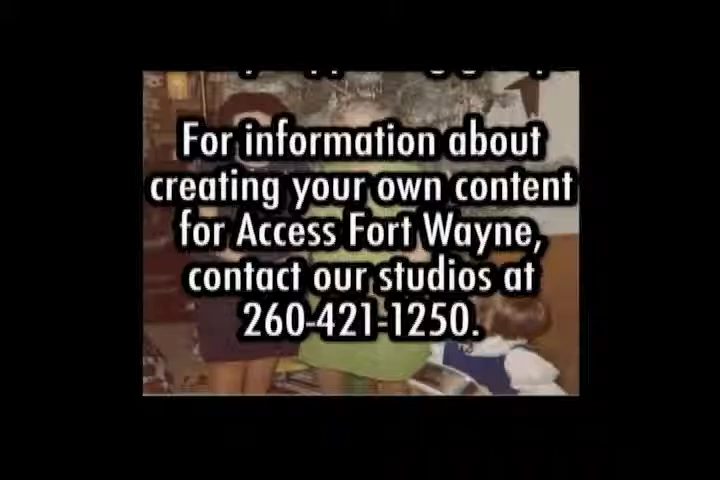 For information about
creating your own content
for Access Fort Wayne,
contact our studios at
260-421-1250.